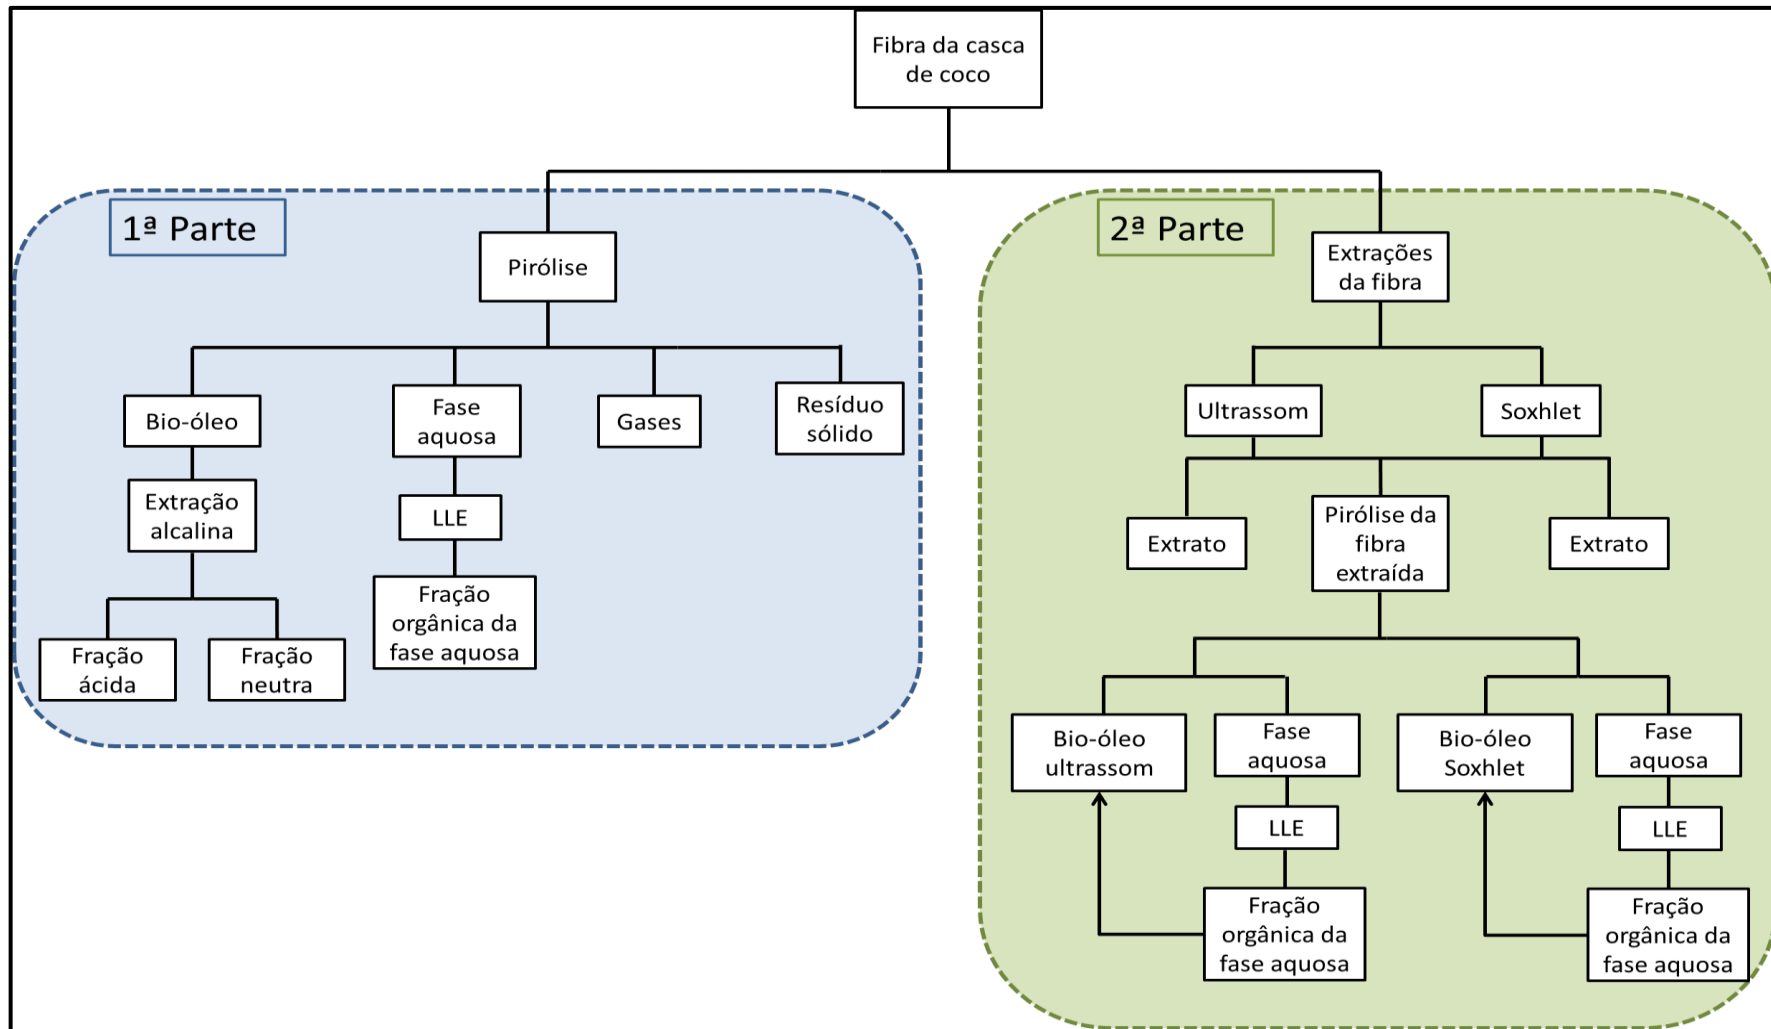 Fibra da casca
de coco
1ª Parte
Pirólise
Bio-óleo
Fase
aquosa
Gases
Resíduo
sólido
Extração
alcalina
LLE
Fração
ácida
Fração
neutra
Fração
orgânica da
fase aquosa
2ª Parte
Extrações
da fibra
Ultrassom
Soxhlet
Extrato
Pirólise da
fibra
extraída
Extrato
Bio-óleo
ultrassom
Fase
aquosa
Bio-óleo
Soxhlet
Fase
aquosa
LLE
LLE
Fração
orgânica da
fase aquosa
Fração
orgânica da
fase aquosa